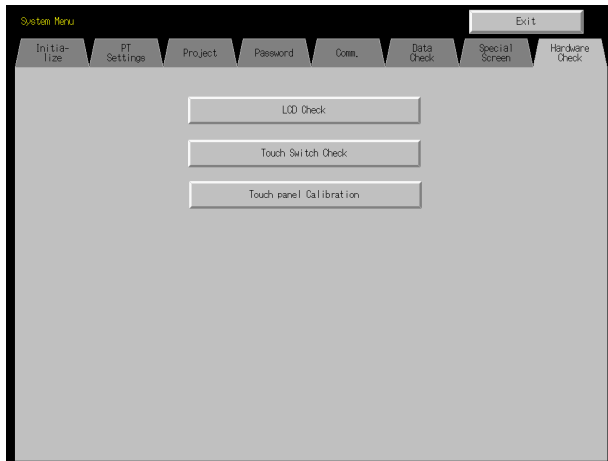 System Menu
Exit
Initia-
lize
PT
Settings
Project
Password
Comm.
Data
Check
Special
Screen
Hardware
Check
LCD Check
Touch Switch Check
Touch panel Calibration